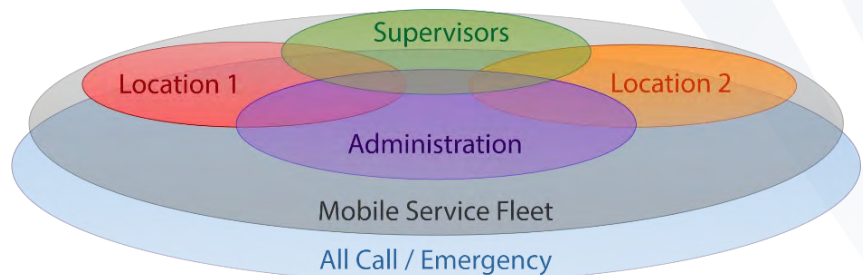 Supervisors
Location 1
Location 2
Administration
Mobile Service Fleet
All Call / Emergency